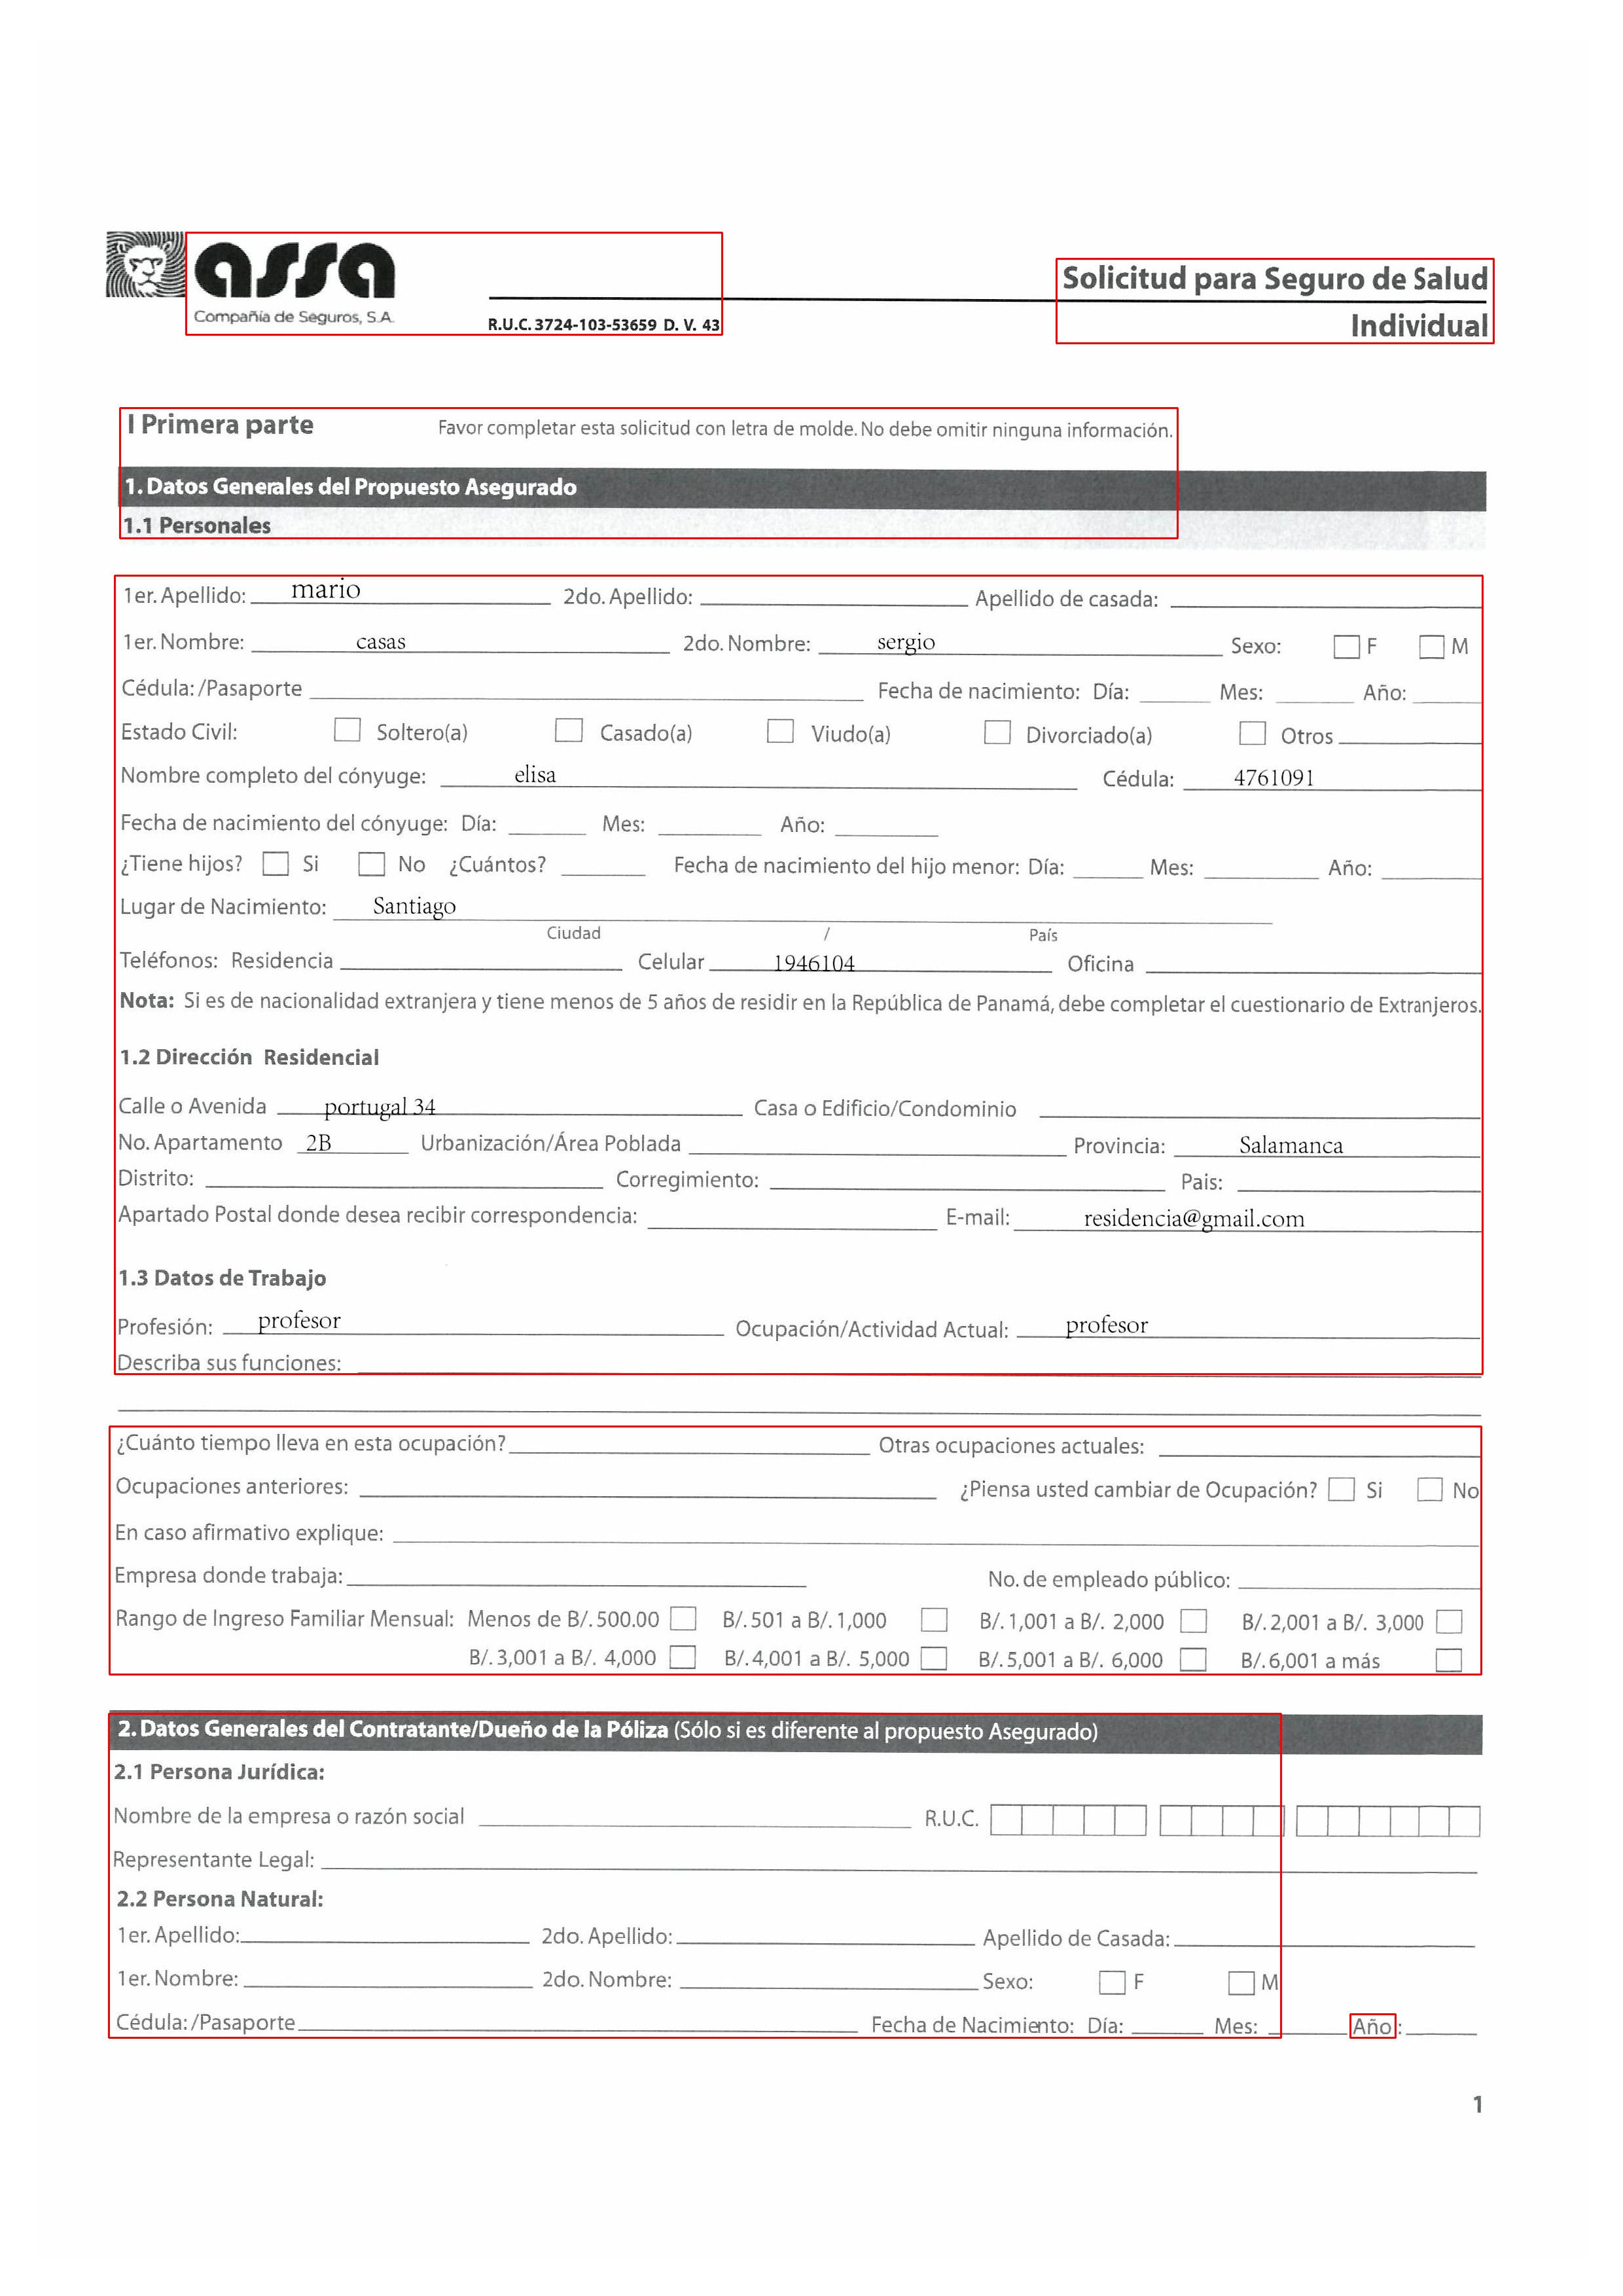 assa
Compañía de Seguros, S.A.
R.U.C. 3724-103-53659 D. V. 43
Solicitud para Seguro de Salud
Individual
I Primera parte Favor completar esta solicitud con letra de molde. No debe omitir ninguna información.
1. Datos Generales del Propuesto Asegurado
1.1 Personales
1er. Apellido: mario 2do. Apellido: Apellido de casada:
1er. Nombre: casas 2do. Nombre: sergio Sexo: F M
Cédula: /Pasaporte Fecha de nacimiento: Día: Mes: Año:
Estado Civil: Soltero(a) Casado(a) Viudo(a) Divorciado(a) Otros
Nombre completo del cónyuge: elisa Cédula: 4761091
Fecha de nacimiento del cónyuge: Día: Mes: Año:
¿Tiene hijos? Si No ¿Cuántos? Fecha de nacimiento del hijo menor: Día: Mes: Año:
Lugar de Nacimiento: Santiago
Ciudad / País
Teléfonos: Residencia Celular 1946104 Oficina
Nota: Si es de nacionalidad extranjera y tiene menos de 5 años de residir en la República de Panamá, debe completar el cuestionario de Extranjeros.
1.2 Dirección Residencial
Calle o Avenida portugal 34 Casa o Edificio/Condominio
No. Apartamento 2B Urbanización/Área Poblada Provincia: Salamanca
Distrito: Corregimiento: Pais:
Apartado Postal donde desea recibir correspondencia: E-mail: residencia@gmail.com
1.3 Datos de Trabajo
Profesión: profesor Ocupación/Actividad Actual: profesor
Describa sus funciones:
¿Cuánto tiempo lleva en esta ocupación? Otras ocupaciones actuales:
Ocupaciones anteriores: ¿Piensa usted cambiar de Ocupación? Si No
En caso afirmativo explique:
Empresa donde trabaja: No. de empleado público:
Rango de Ingreso Familiar Mensual: Menos de B/. 500.00 B/. 501 a B/. 1,000 B/. 1,001 a B/. 2,000 B/. 2,001 a B/. 3,000
B/. 3,001 a B/. 4,000 B/. 4,001 a B/. 5,000 B/. 5,001 a B/. 6,000 B/. 6,001 a más
2. Datos Generales del Contratante/Dueño de la Póliza (Sólo si es diferente al propuesto Asegurado)
2.1 Persona Jurídica:
Nombre de la empresa o razón social R.U.C.
Representante Legal:
2.2 Persona Natural:
1er. Apellido: 2do. Apellido: Apellido de Casada:
1er. Nombre: 2do. Nombre: Sexo: F M
Cédula: /Pasaporte Fecha de Nacimiento: Día: Mes: Año:
1